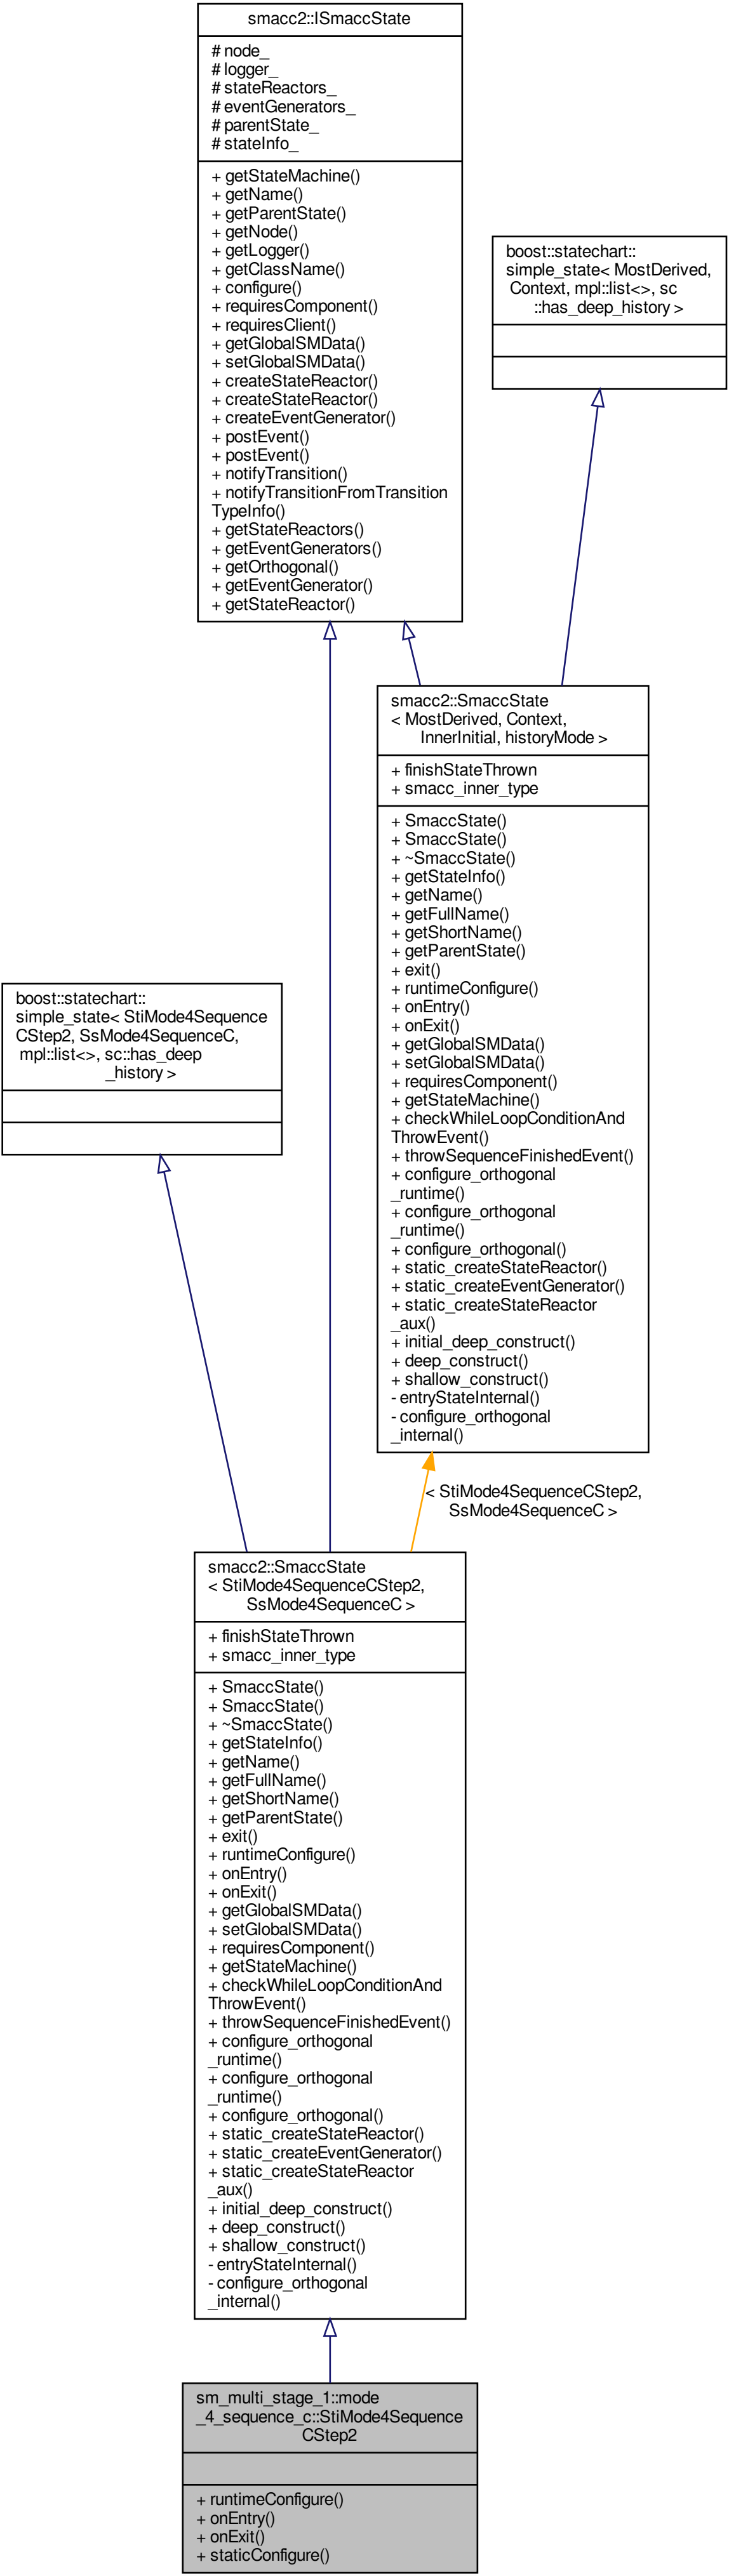 smacc2::ISmaccState
# node_
# logger_
# stateReactors_
# eventGenerators_
# parentState_
# stateInfo_
+ getStateMachine()
+ getName()
+ getParentState()
+ getNode()
+ getLogger()
+ getClassName()
+ configure()
+ requiresComponent()
+ requiresClient()
+ getGlobalSMData()
+ setGlobalSMData()
+ createStateReactor()
+ createStateReactor()
+ createEventGenerator()
+ postEvent()
+ postEvent()
+ notifyTransition()
+ notifyTransitionFromTransition
TypeInfo()
+ getStateReactors()
+ getEventGenerators()
+ getOrthogonal()
+ getEventGenerator()
+ getStateReactor()
boost::statechart::
simple_state< MostDerived,
Context, mpl::list<>, sc
::has_deep_history >
smacc2::SmaccState
< MostDerived, Context,
InnerInitial, historyMode >
+ finishStateThrown
+ smacc_inner_type
+ SmaccState()
+ SmaccState()
+ ~SmaccState()
+ getStateInfo()
+ getName()
+ getFullName()
+ getShortName()
+ getParentState()
+ exit()
+ runtimeConfigure()
+ onEntry()
+ onExit()
+ getGlobalSMData()
+ setGlobalSMData()
+ requiresComponent()
+ getStateMachine()
+ checkWhileLoopConditionAnd
ThrowEvent()
+ throwSequenceFinishedEvent()
+ configure_orthogonal
_runtime()
+ configure_orthogonal
_runtime()
+ configure_orthogonal()
+ static_createStateReactor()
+ static_createEventGenerator()
+ static_createStateReactor
_aux()
+ initial_deep_construct()
+ deep_construct()
+ shallow_construct()
- entryStateInternal()
- configure_orthogonal
_internal()
boost::statechart::
simple_state< StiMode4Sequence
CStep2, SsMode4SequenceC,
mpl::list<>, sc::has_deep
_history >
< StiMode4SequenceCStep2,
SsMode4SequenceC >
smacc2::SmaccState
< StiMode4SequenceCStep2,
SsMode4SequenceC >
+ finishStateThrown
+ smacc_inner_type
+ SmaccState()
+ SmaccState()
+ ~SmaccState()
+ getStateInfo()
+ getName()
+ getFullName()
+ getShortName()
+ getParentState()
+ exit()
+ runtimeConfigure()
+ onEntry()
+ onExit()
+ getGlobalSMData()
+ setGlobalSMData()
+ requiresComponent()
+ getStateMachine()
+ checkWhileLoopConditionAnd
ThrowEvent()
+ throwSequenceFinishedEvent()
+ configure_orthogonal
_runtime()
+ configure_orthogonal
_runtime()
+ configure_orthogonal()
+ static_createStateReactor()
+ static_createEventGenerator()
+ static_createStateReactor
_aux()
+ initial_deep_construct()
+ deep_construct()
+ shallow_construct()
- entryStateInternal()
- configure_orthogonal
_internal()
sm_multi_stage_1::mode
_4_sequence_c::StiMode4Sequence
CStep2
+ runtimeConfigure()
+ onEntry()
+ onExit()
+ staticConfigure()